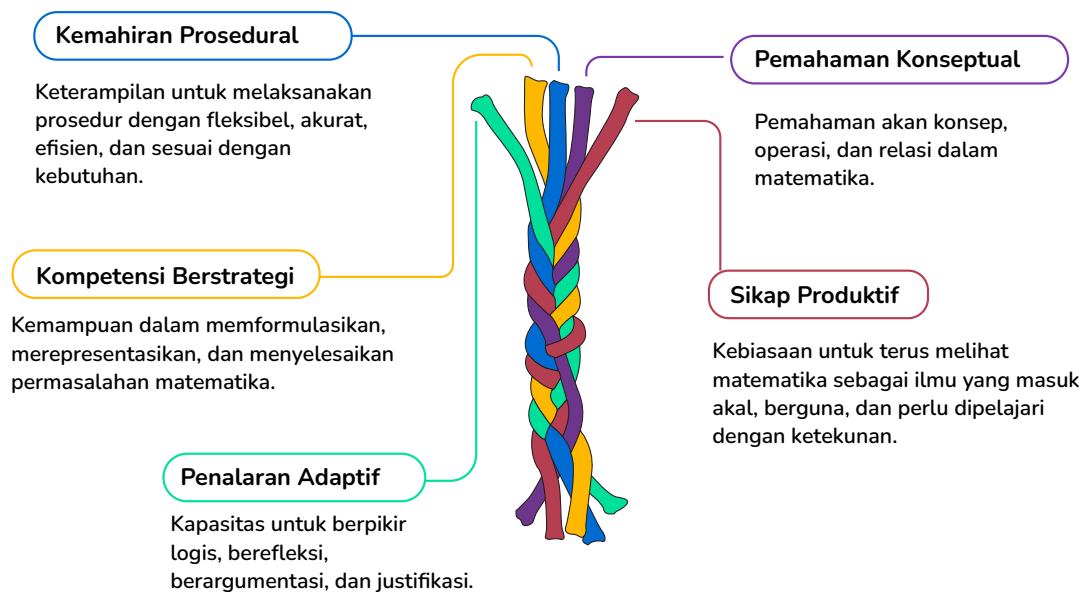 Kemahiran Prosedural
Keterampilan untuk melaksanakan
prosedur dengan fleksibel, akurat,
efisien, dan sesuai dengan
kebutuhan.
Pemahaman Konseptual
Pemahaman akan konsep,
operasi, dan relasi dalam
matematika.
Kompetensi Berstrategi
Kemampuan dalam memformulasikan,
merepresentasikan, dan menyelesaikan
permasalahan matematika.
Sikap Produktif
Kebiasaan untuk terus melihat
matematika sebagai ilmu yang masuk
akal, berguna, dan perlu dipelajari
dengan ketekunan.
Penalaran Adaptif
Kapasitas untuk berpikir
logis, berefleksi,
berargumentasi, dan justifikasi.